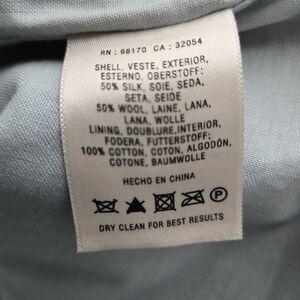 RN : 66170 CA : 32054
SHELL, VESTE, EXTERIOR,
ESTERNO, OBERSTOFF:
50% SILK, SOIE, SEDA,
SETA, SEIDE
50% WOOL, LAINE, LANA,
LANA, WOLLE
LINING, DOUBLURE, INTERIOR,
FODERA, FUTTERSTOFF:
100% COTTON, COTON, ALGODÓN,
COTONE, BAUMWOLLE
HECHO EN CHINA
P
DRY CLEAN FOR BEST RESULTS